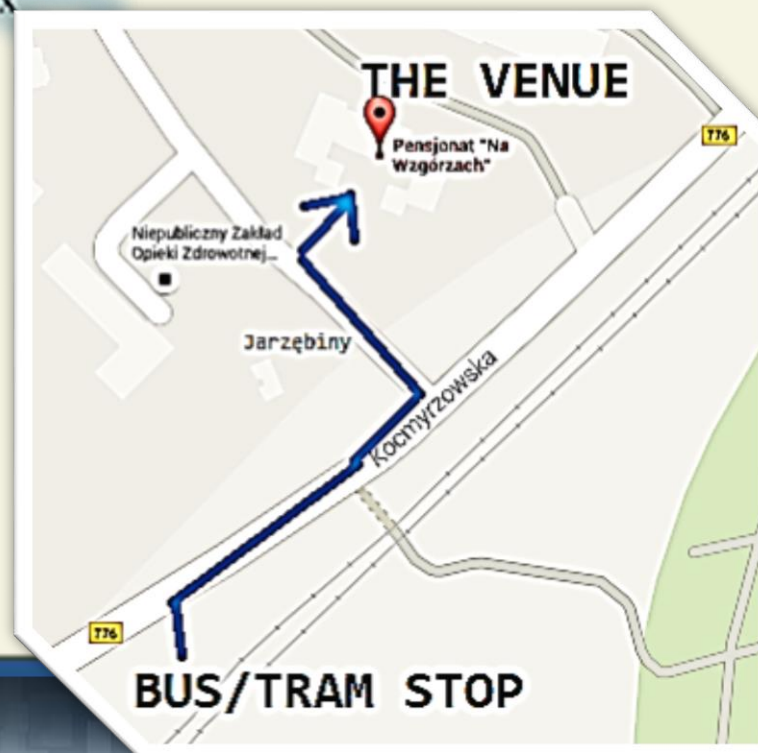 THE VENUE
776
Pensjonat "Na
Wzgórzach"
Niepubliczny Zakład
Opieki Zdrowotnej...
Jarzębiny
Kocmyrzowska
776
BUS/TRAM STOP